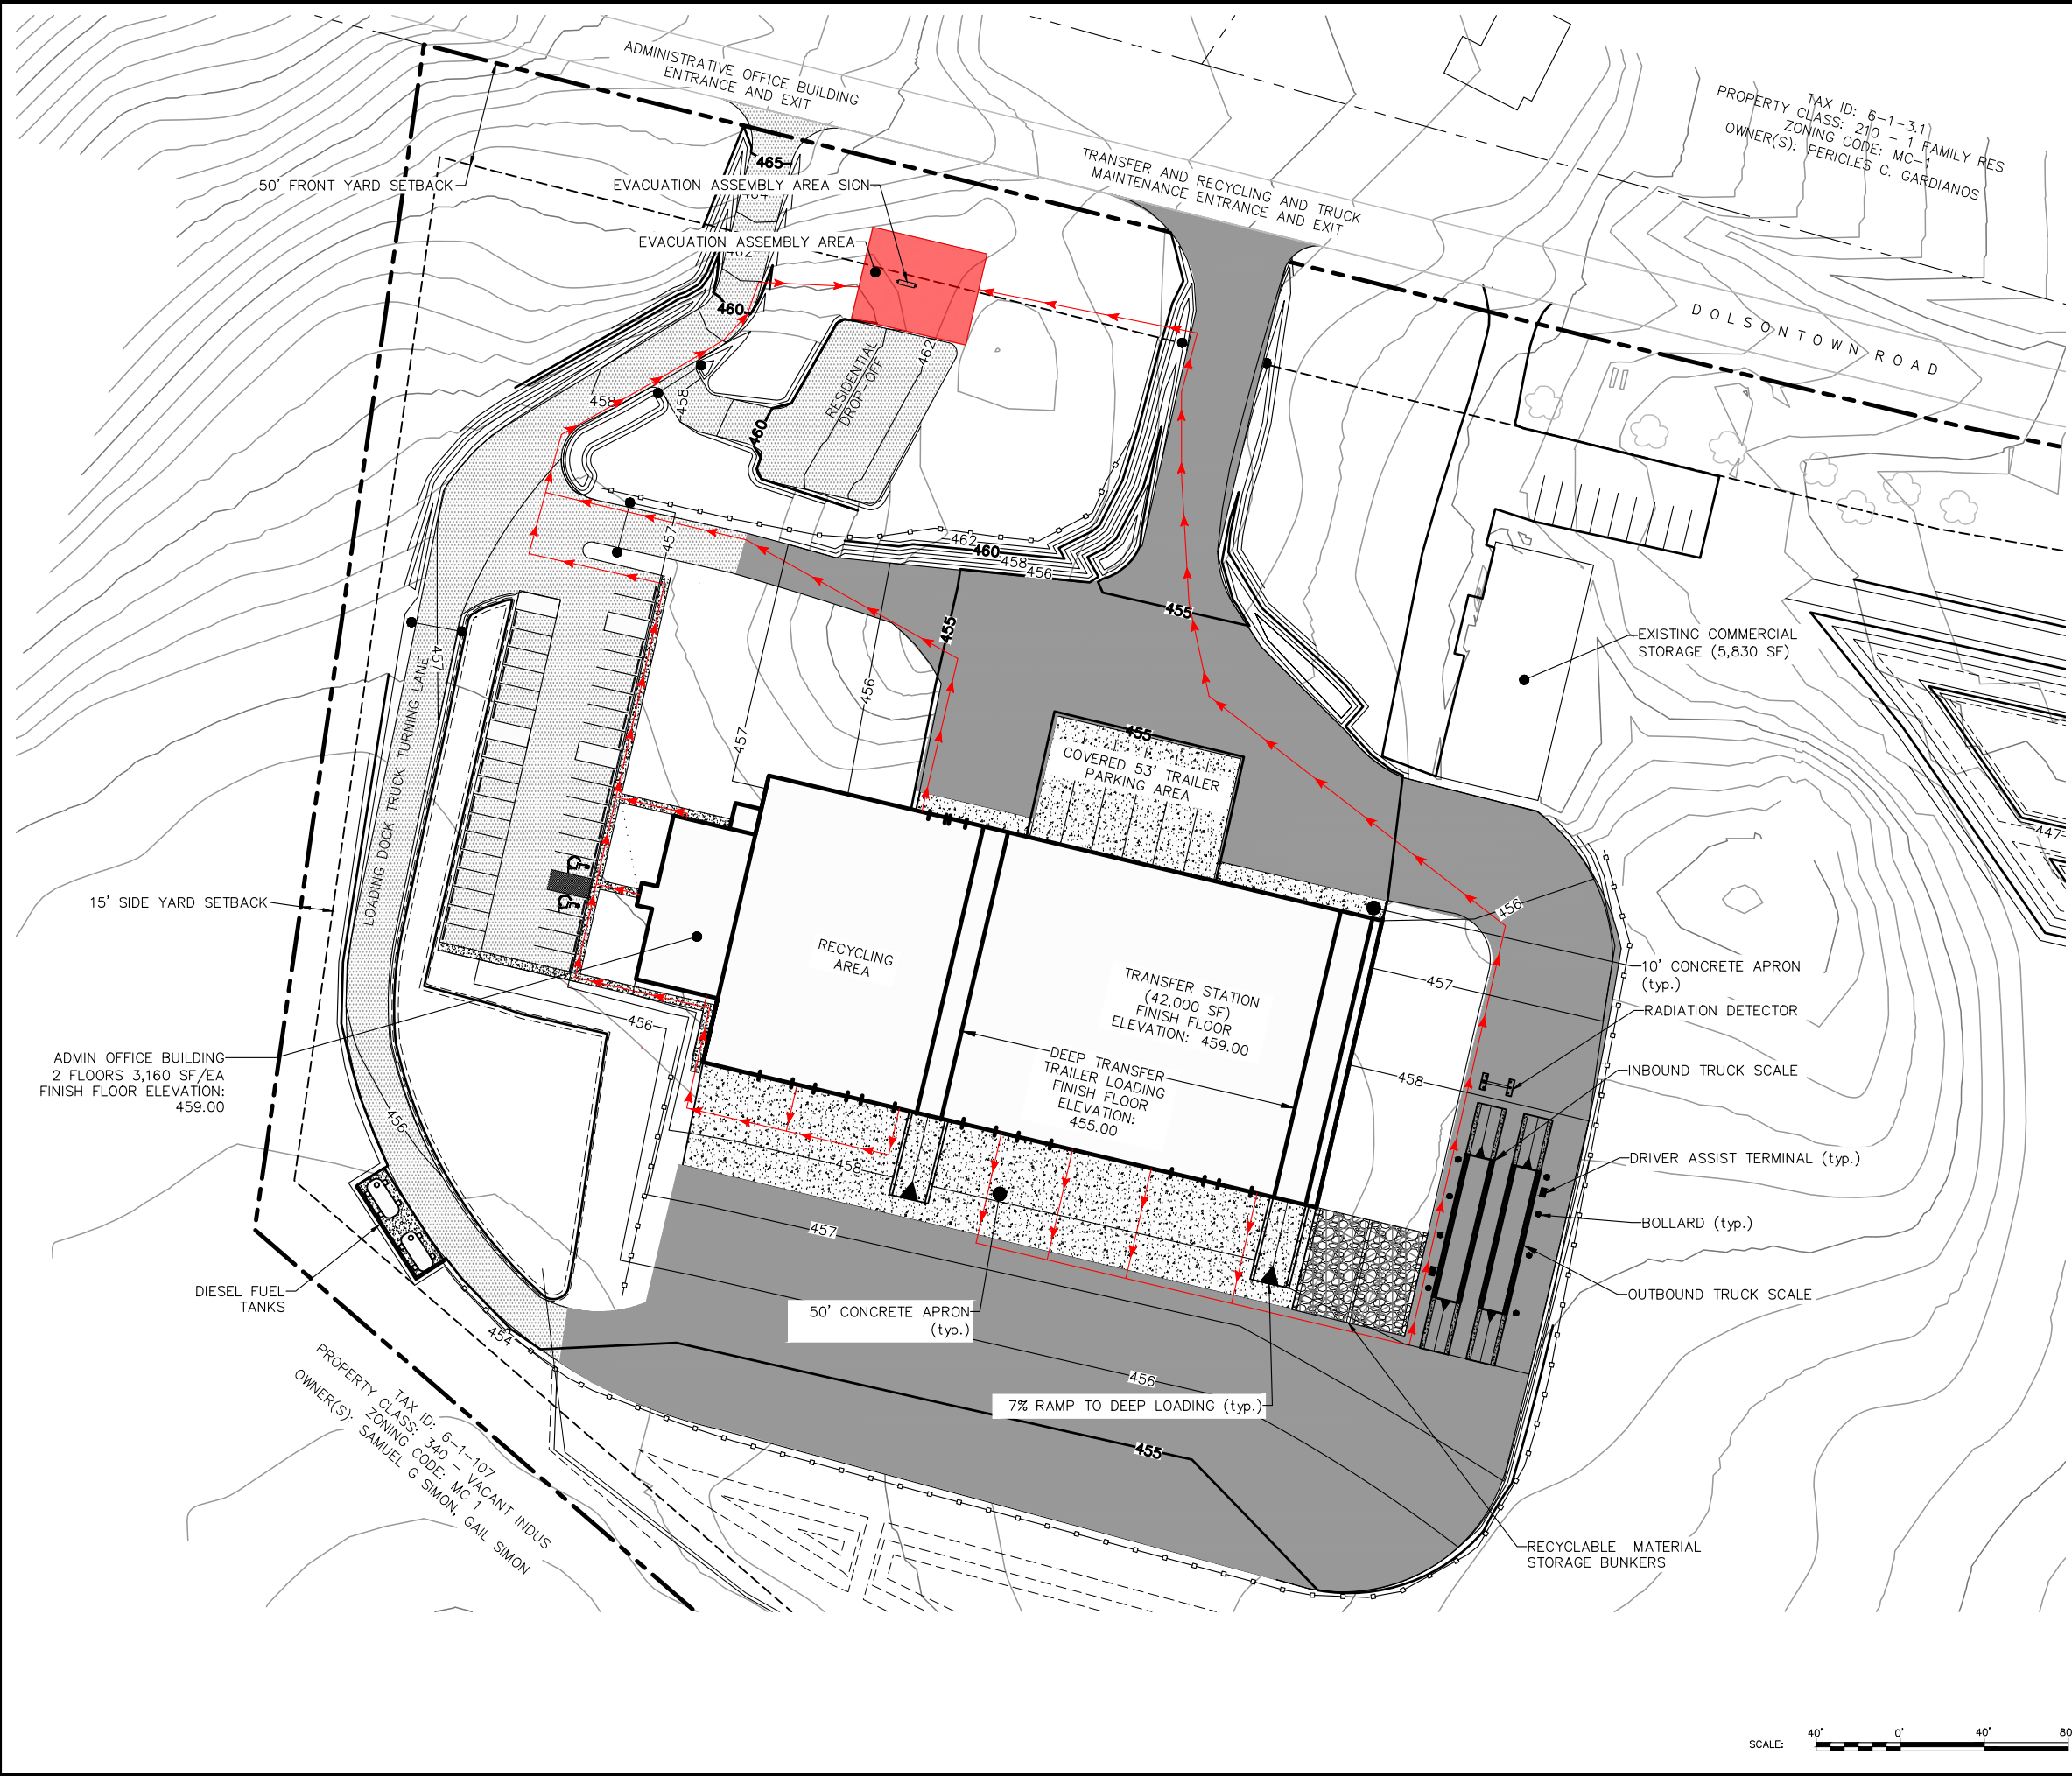 ADMINISTRATIVE OFFICE BUILDING
ENTRANCE AND EXIT
TAX ID: 6-1-3.1
PROPERTY CLASS: 210 - 1 FAMILY RES
ZONING CODE: MC-1
OWNER(S): PERICLES C. GARDIANOS
TRANSFER AND RECYCLING AND TRUCK
MAINTENANCE ENTRANCE AND EXIT
465
50' FRONT YARD SETBACK
EVACUATION ASSEMBLY AREA SIGN
464
EVACUATION ASSEMBLY AREA
462
460
DOLSONTOWN ROAD
RESIDENTIAL
DROP-OFF
462
458
458
460
457
462
460
458
456
455
455
EXISTING COMMERCIAL
STORAGE (5,830 SF)
457
LOADING DOCK TRUCK TURNING LANE
456
457
455
COVERED 53' TRAILER
PARKING AREA
447
15' SIDE YARD SETBACK
456
RECYCLING
AREA
10' CONCRETE APRON
(typ.)
457
TRANSFER STATION
(42,000 SF)
FINISH FLOOR
ELEVATION: 459.00
RADIATION DETECTOR
456
ADMIN OFFICE BUILDING
2 FLOORS 3,160 SF/EA
FINISH FLOOR ELEVATION:
459.00
DEEP TRANSFER
TRAILER LOADING
FINISH FLOOR
ELEVATION:
455.00
458
INBOUND TRUCK SCALE
456
458
DRIVER ASSIST TERMINAL (typ.)
BOLLARD (typ.)
457
DIESEL FUEL
TANKS
OUTBOUND TRUCK SCALE
50' CONCRETE APRON
(typ.)
454
456
7% RAMP TO DEEP LOADING (typ.)
455
TAX ID: 6-1-107
PROPERTY CLASS: 340 - VACANT INDUS
ZONING CODE: MC 1
OWNER(S): SAMUEL G SIMON, GAIL SIMON
RECYCLABLE MATERIAL
STORAGE BUNKERS
SCALE:
40' 0' 40' 80